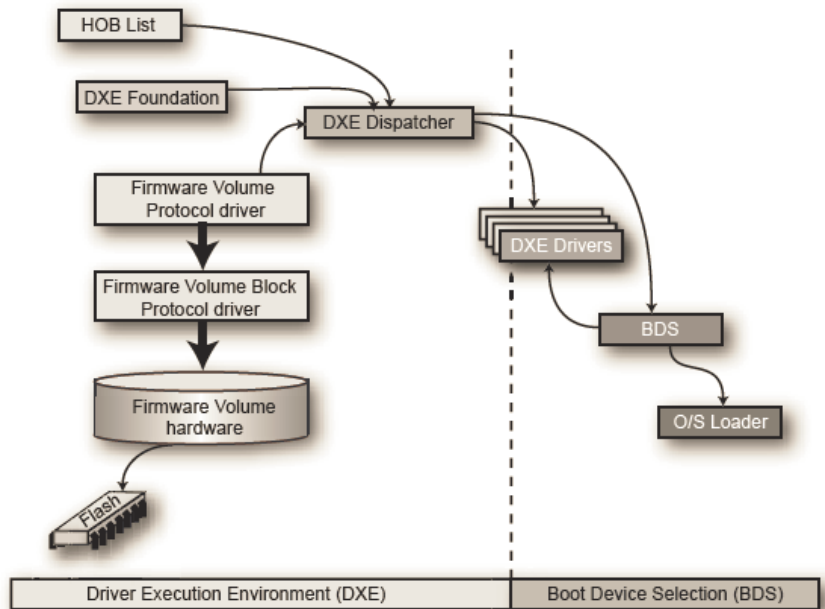 HOB List
DXE Foundation
DXE Dispatcher
Firmware Volume
Protocol driver
DXE Drivers
Firmware Volume Block
Protocol driver
BDS
Firmware Volume
hardware
O/S Loader
Flash
Driver Execution Environment (DXE)
Boot Device Selection (BDS)